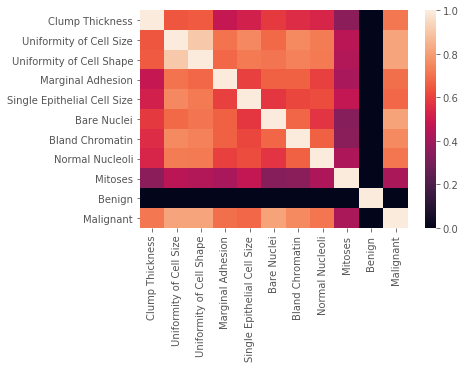 Clump Thickness
Uniformity of Cell Size
Uniformity of Cell Shape
Marginal Adhesion
Single Epithelial Cell Size
Bare Nuclei
Bland Chromatin
Normal Nucleoli
Mitoses
Benign
Malignant
Clump Thickness
Uniformity of Cell Size
Uniformity of Cell Shape
Marginal Adhesion
Single Epithelial Cell Size
Bare Nuclei
Bland Chromatin
Normal Nucleoli
Mitoses
Benign
Malignant
1.0
0.8
0.6
0.4
0.2
0.0